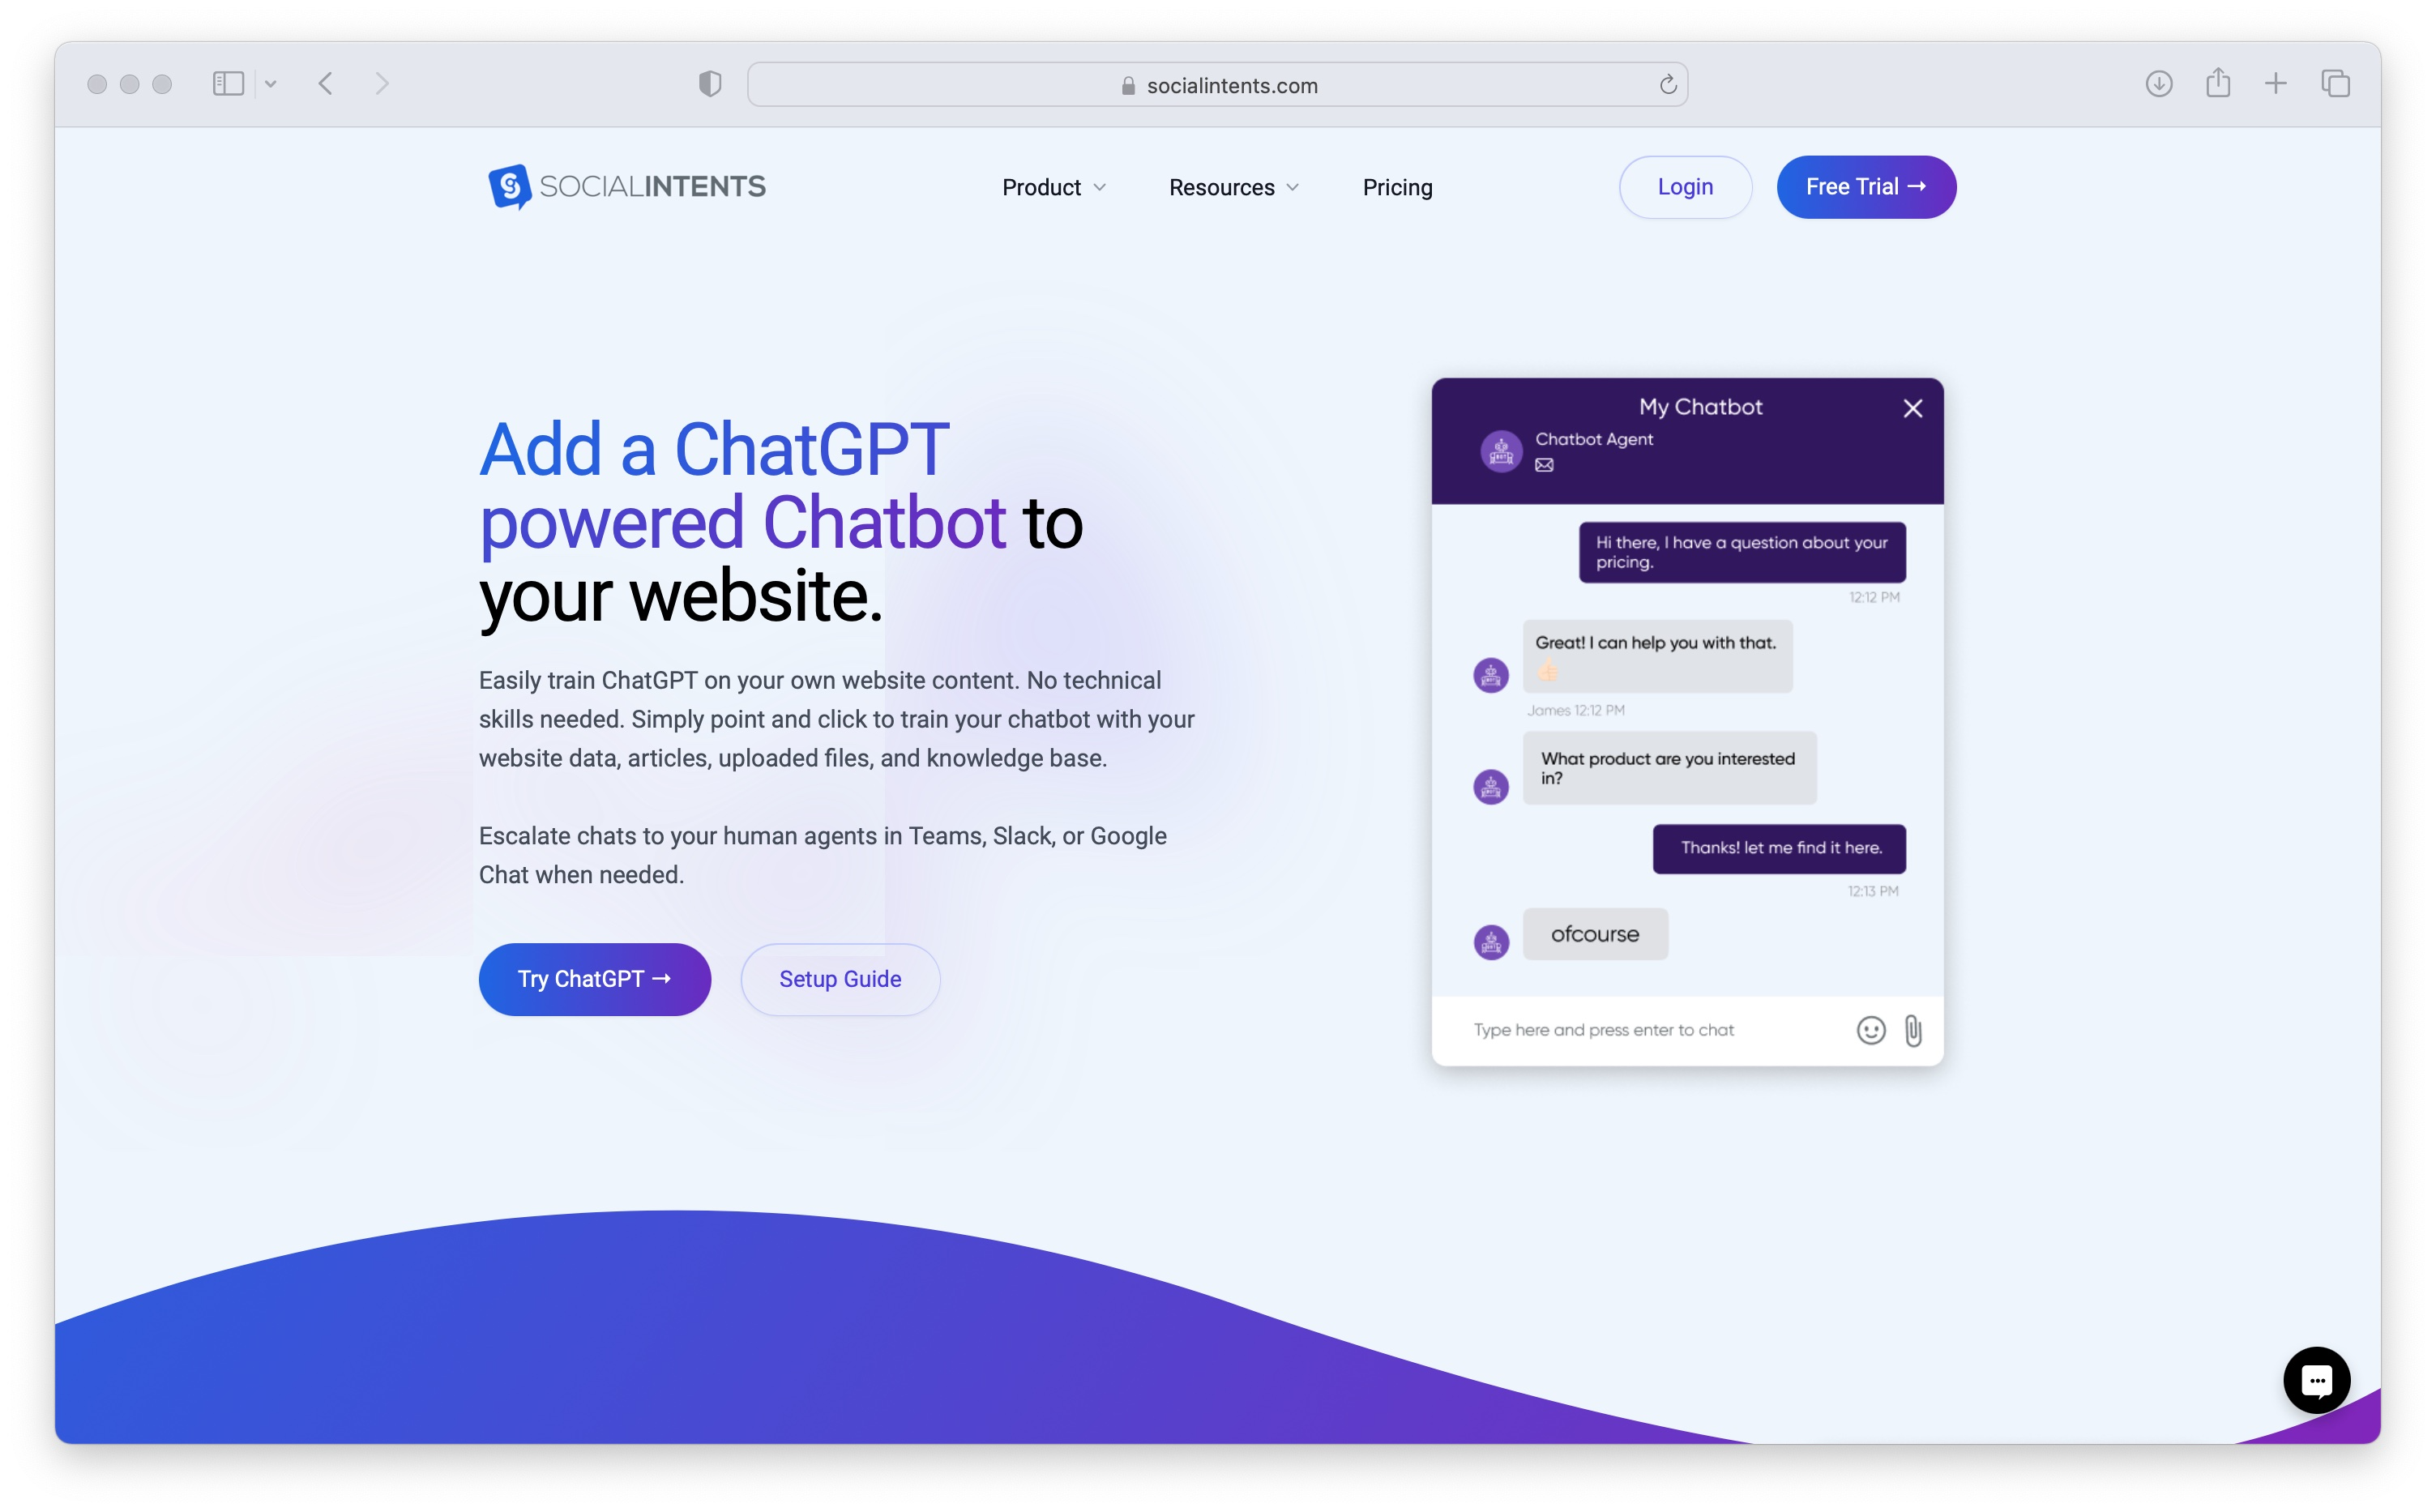 socialintents.com
SOCIALINTENTS
Product
Resources
Pricing
Login
Free Trial →
Add a ChatGPT
powered Chatbot to
your website.
Easily train ChatGPT on your own website content. No technical
skills needed. Simply point and click to train your chatbot with your
website data, articles, uploaded files, and knowledge base.
Escalate chats to your human agents in Teams, Slack, or Google
Chat when needed.
Try ChatGPT →
Setup Guide
My Chatbot
Chatbot Agent
Hi there, I have a question about your
pricing.
12:12 PM
Great! I can help you with that.
👍🏻
James 12:12 PM
What product are you interested
in?
Thanks! let me find it here.
12:13 PM
ofcourse
Type here and press enter to chat